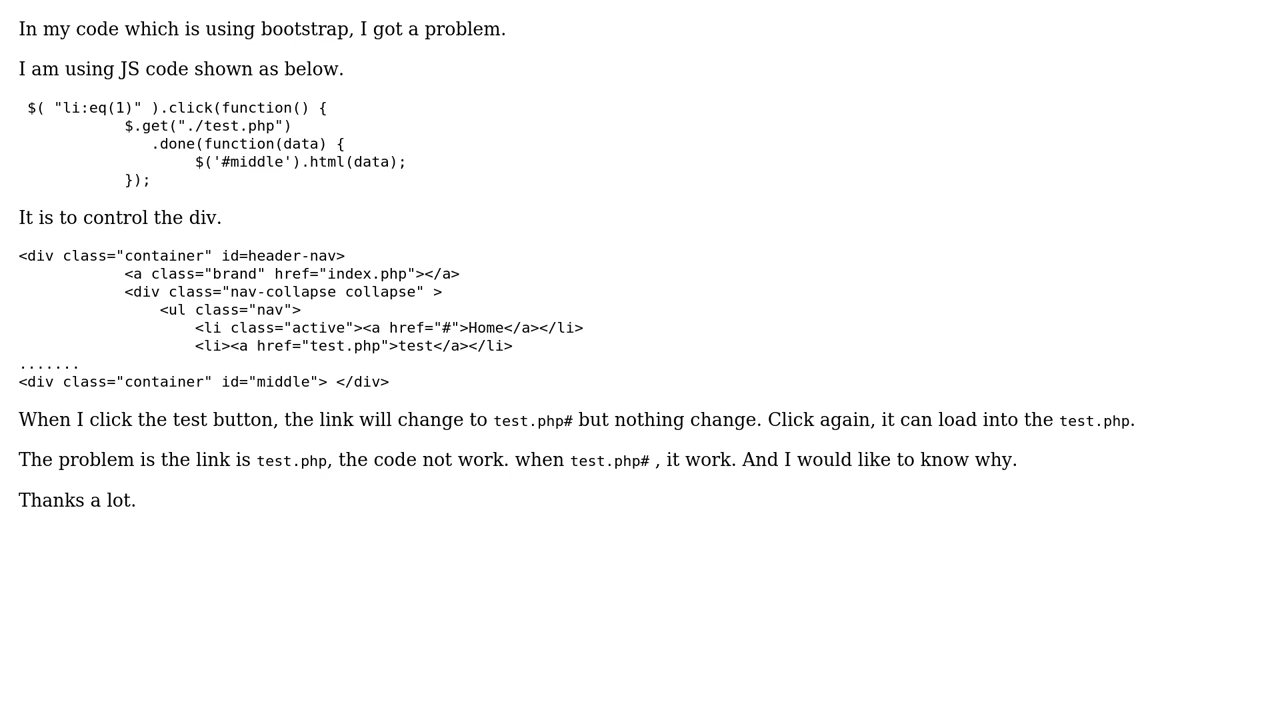 In my code which is using bootstrap, I got a problem.
I am using JS code shown as below.
$( "li:eq(1)" ).click(function() {
$.get("./test.php")
.done(function(data) {
$('#middle').html(data);
});
It is to control the div.
<div class="container" id=header-nav>
<a class="brand" href="index.php"></a>
<div class="nav-collapse collapse" >
<ul class="nav">
<li class="active"><a href="#">Home</a></li>
<li><a href="test.php">test</a></li>
.......
<div class="container" id="middle"> </div>
When I click the test button, the link will change to test.php# but nothing change. Click again, it can load into the test.php.
The problem is the link is test.php, the code not work. when test.php# , it work. And I would like to know why.
Thanks a lot.